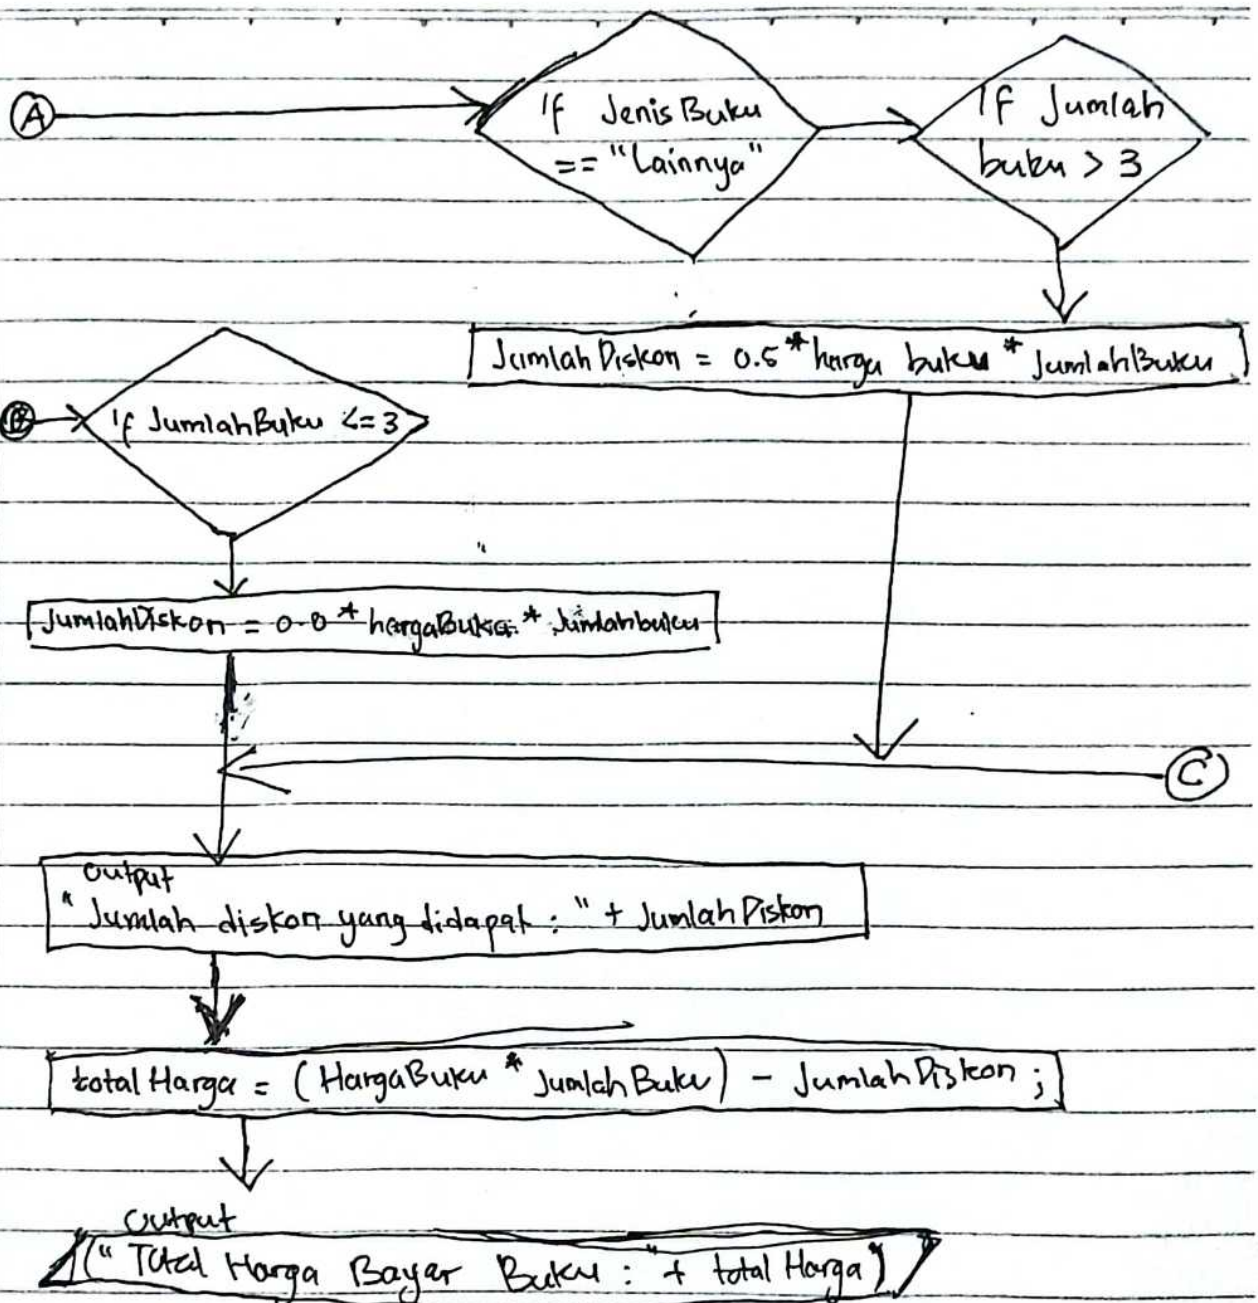 A
If Jenis Buku
== "Lainnya"
If Jumlah
buku > 3
Jumlah Diskon = 0.5 * harga buku * JumlahBuku
B
If JumlahBuku <= 3
JumlahDiskon = 0.0 * hargaBuku * Jumlahbuku
C
Output
"Jumlah diskon yang didapat : " + Jumlah Diskon
total Harga = (HargaBuku * Jumlah Buku) - Jumlah Diskon ;
Output
(" Total Harga Bayar Buku : " + total Harga)